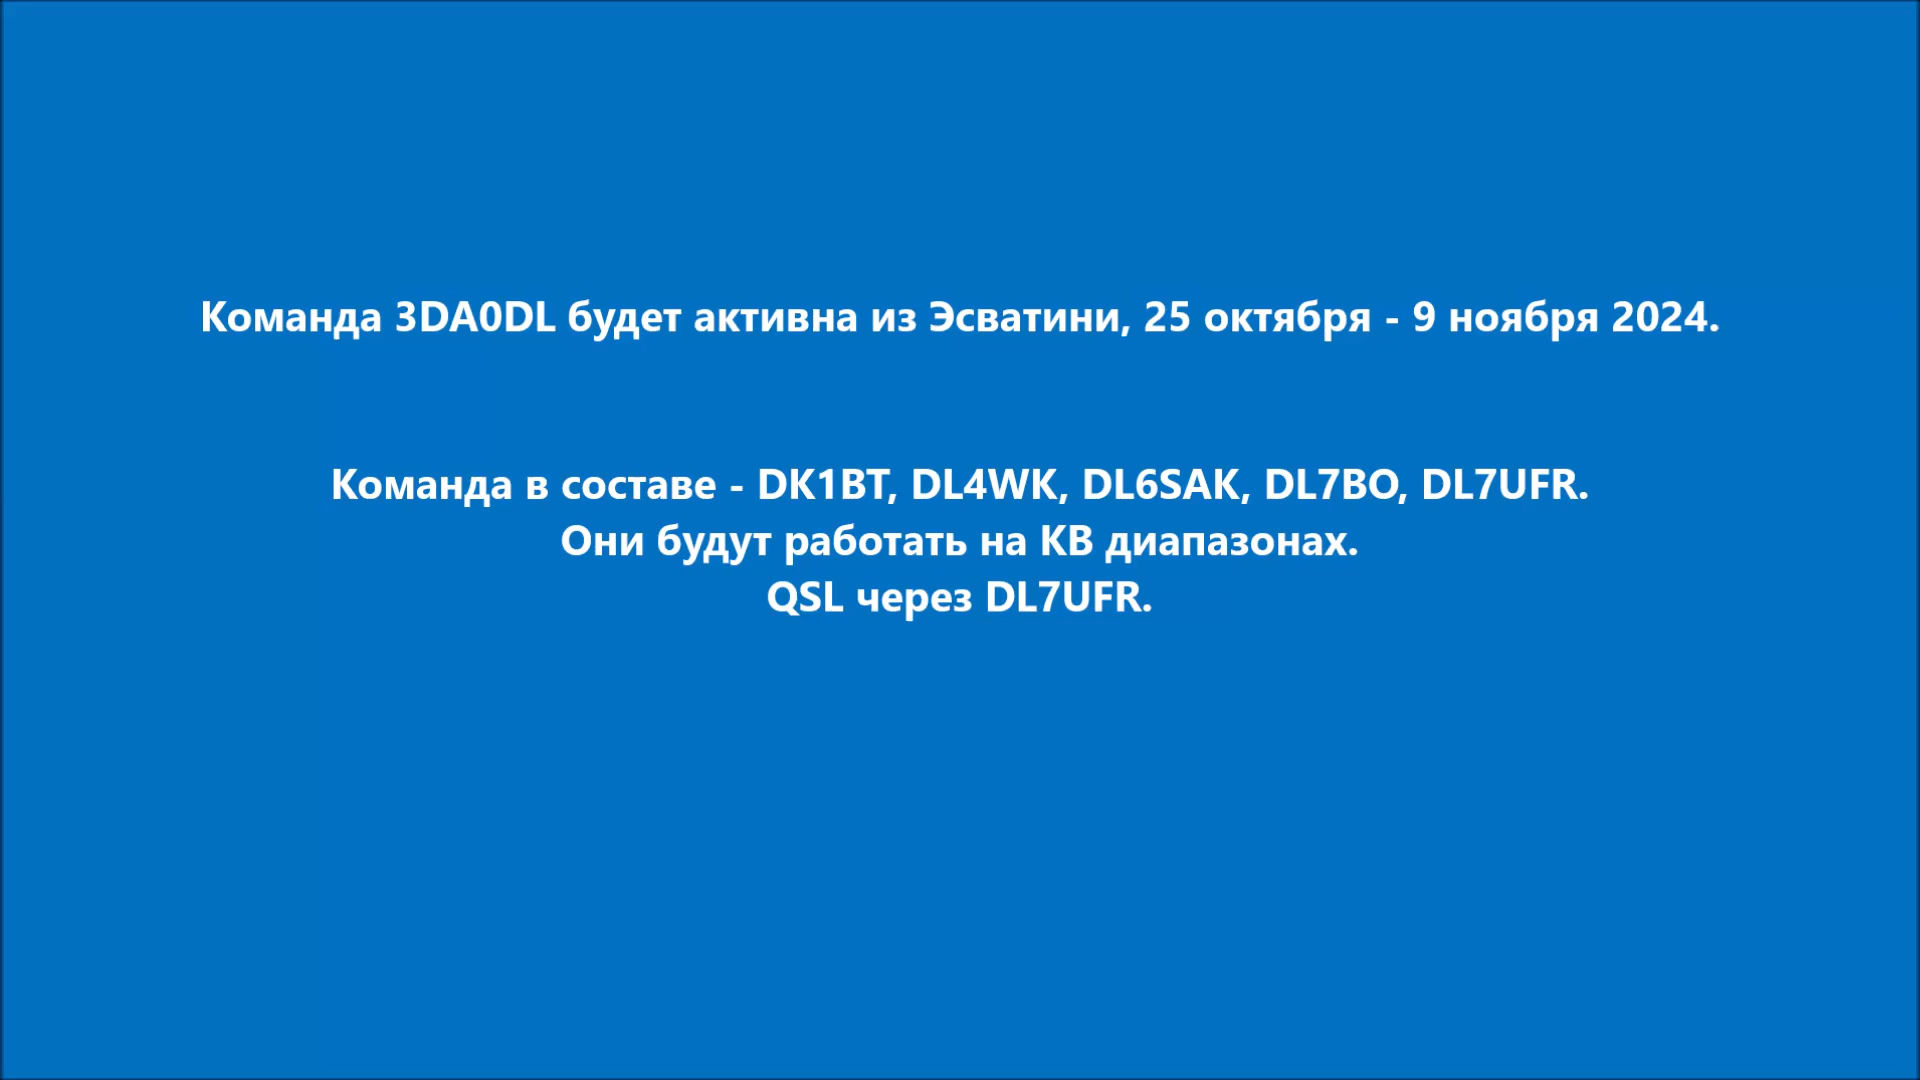 Команда 3DA0DL будет активна из Эсватини, 25 октября - 9 ноября 2024.
Команда в составе - DK1BT, DL4WK, DL6SAK, DL7BO, DL7UFR.
Они будут работать на КВ диапазонах.
QSL через DL7UFR.